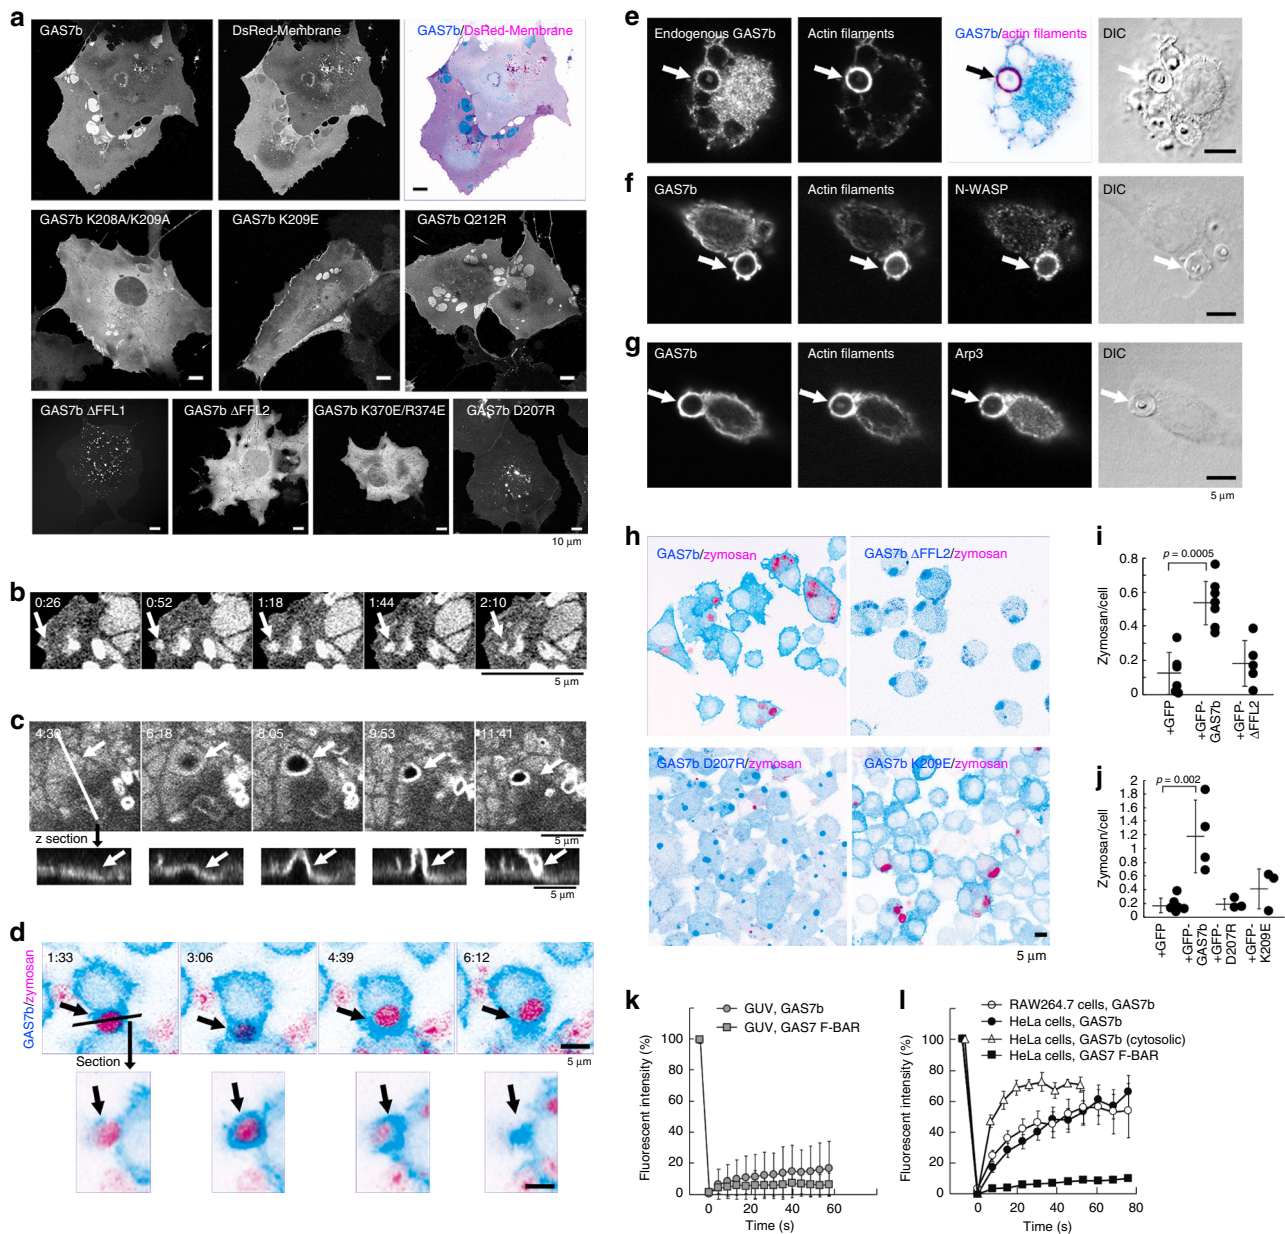 a
GAS7b
DsRed-Membrane
GAS7b/DsRed-Membrane
GAS7b K208A/K209A
GAS7b K209E
GAS7b Q212R
GAS7b ΔFFL1
GAS7b ΔFFL2
GAS7b K370E/R374E
GAS7b D207R
10 μm
b
0:26
0:52
1:18
1:44
2:10
5 μm
c
4:30
6:18
8:05
9:53
11:41
5 μm
z section
5 μm
d
GAS7b/zymosan
1:33
3:06
4:39
6:12
Section
5 μm
e
Endogenous GAS7b
Actin filaments
GAS7b/actin filaments
DIC
f
GAS7b
Actin filaments
N-WASP
DIC
g
GAS7b
Actin filaments
Arp3
DIC
5 μm
h
GAS7b/zymosan
GAS7b ΔFFL2/zymosan
GAS7b D207R/zymosan
GAS7b K209E/zymosan
5 μm
i
p = 0.0005
Zymosan/cell
0.8
0.6
0.4
0.2
0
+GFP
+GFP-GAS7b
+GFP-ΔFFL2
j
p = 0.002
Zymosan/cell
2
1.8
1.6
1.4
1.2
1
0.8
0.6
0.4
0.2
0
+GFP
+GFP-GAS7b
+GFP-D207R
+GFP-K209E
k
GUV, GAS7b
GUV, GAS7 F-BAR
Fluorescent intensity (%)
100
80
60
40
20
0
0
20
40
60
Time (s)
l
RAW264.7 cells, GAS7b
HeLa cells, GAS7b
HeLa cells, GAS7b (cytosolic)
HeLa cells, GAS7 F-BAR
Fluorescent intensity (%)
100
80
60
40
20
0
0
20
40
60
80
Time (s)